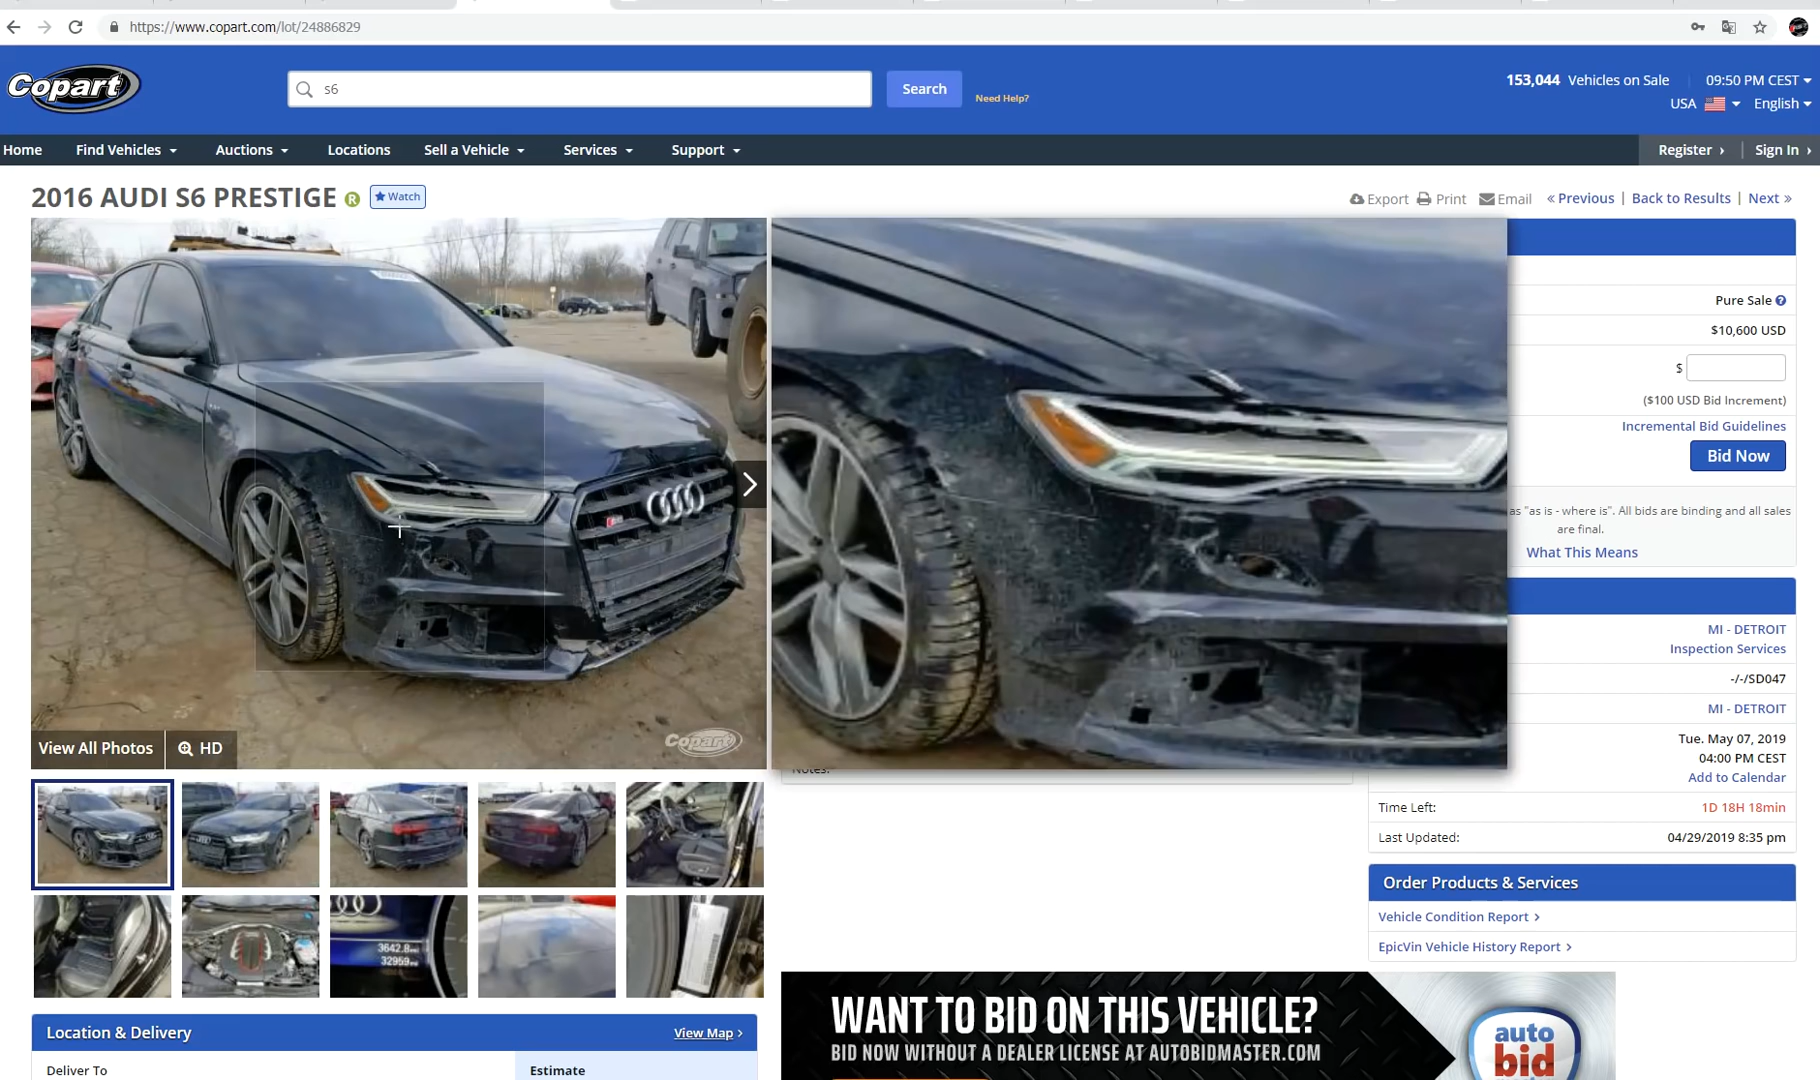 https://www.copart.com/lot/24886829
Copart
s6
Search
Need Help?
153,044 Vehicles on Sale
09:50 PM CEST
USA
English
Home
Find Vehicles
Auctions
Locations
Sell a Vehicle
Services
Support
Register ›
Sign In ›
2016 AUDI S6 PRESTIGE
R
Watch
Export
Print
Email
« Previous | Back to Results | Next »
Pure Sale
$10,600 USD
$
($100 USD Bid Increment)
Incremental Bid Guidelines
Bid Now
as "as is - where is". All bids are binding and all sales
are final.
What This Means
MI - DETROIT
Inspection Services
-/-/SD047
MI - DETROIT
Tue. May 07, 2019
04:00 PM CEST
Add to Calendar
Time Left: 1D 18H 18min
Last Updated: 04/29/2019 8:35 pm
View All Photos
HD
Copart
Notes:
3642.8
32959
Order Products & Services
Vehicle Condition Report ›
EpicVin Vehicle History Report ›
Location & Delivery
View Map ›
Deliver To
Estimate
WANT TO BID ON THIS VEHICLE?
BID NOW WITHOUT A DEALER LICENSE AT AUTOBIDMASTER.COM
auto
bid